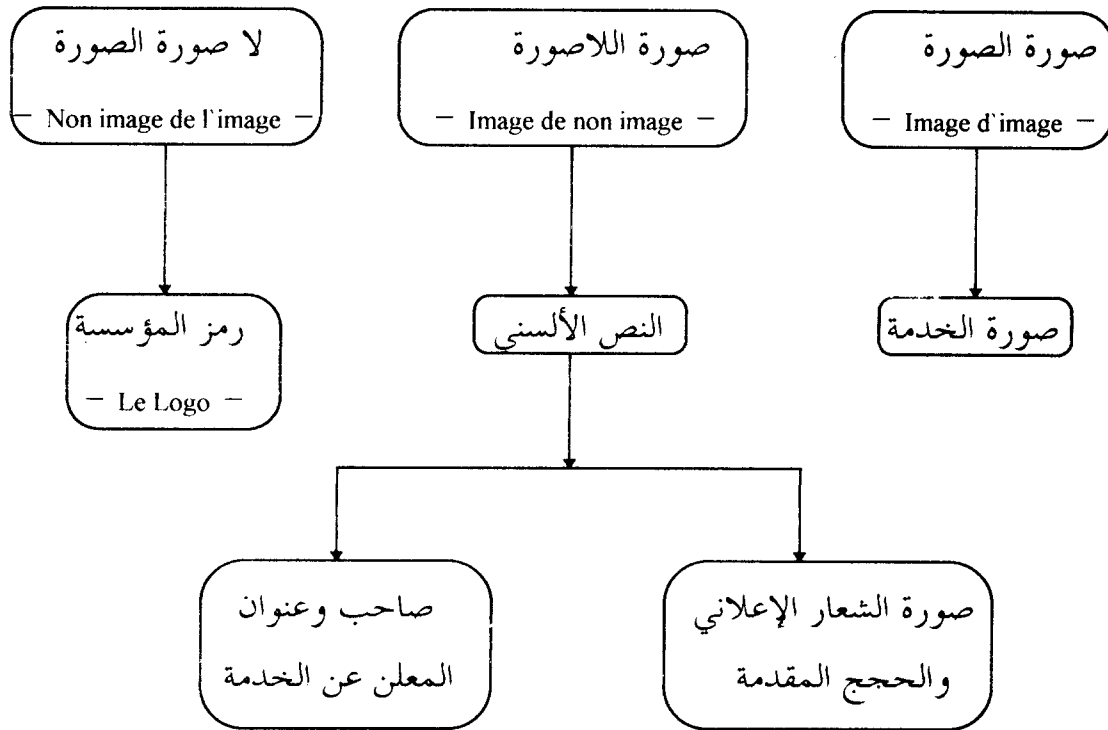 صورة الصورة
– Image d'image –
صورة اللاصورة
– Image de non image –
لا صورة الصورة
– Non image de l'image –
صورة الخدمة
النص الألسني
رمز المؤسسة
– Le Logo –
صورة الشعار الإعلاني
والحجج المقدمة
صاحب وعنوان
المعلن عن الخدمة